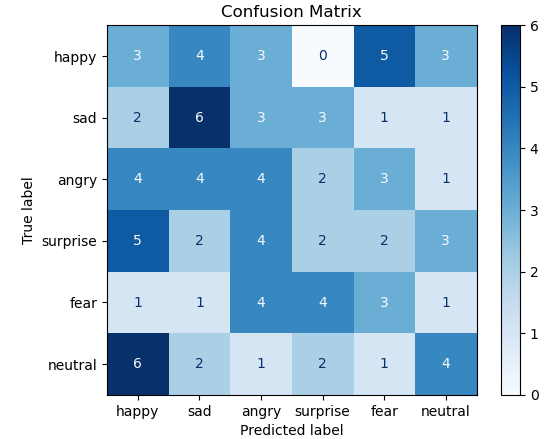 Confusion Matrix
True label
happy 3 4 3 0 5 3
sad 2 6 3 3 1 1
angry 4 4 4 2 3 1
surprise 5 2 4 2 2 3
fear 1 1 4 4 3 1
neutral 6 2 1 2 1 4
happy sad angry surprise fear neutral
Predicted label
6
5
4
3
2
1
0